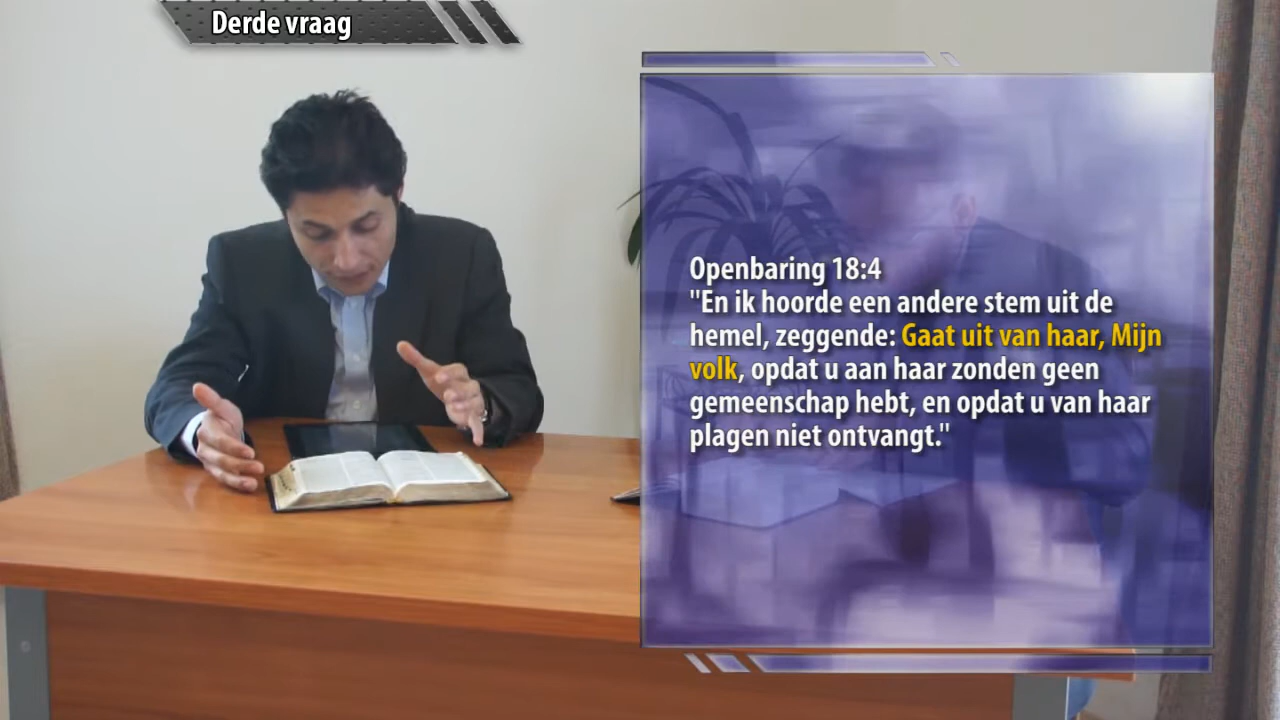 Derde vraag
Openbaring 18:4
"En ik hoorde een andere stem uit de
hemel, zeggende: Gaat uit van haar, Mijn
volk, opdat u aan haar zonden geen
gemeenschap hebt, en opdat u van haar
plagen niet ontvangt."